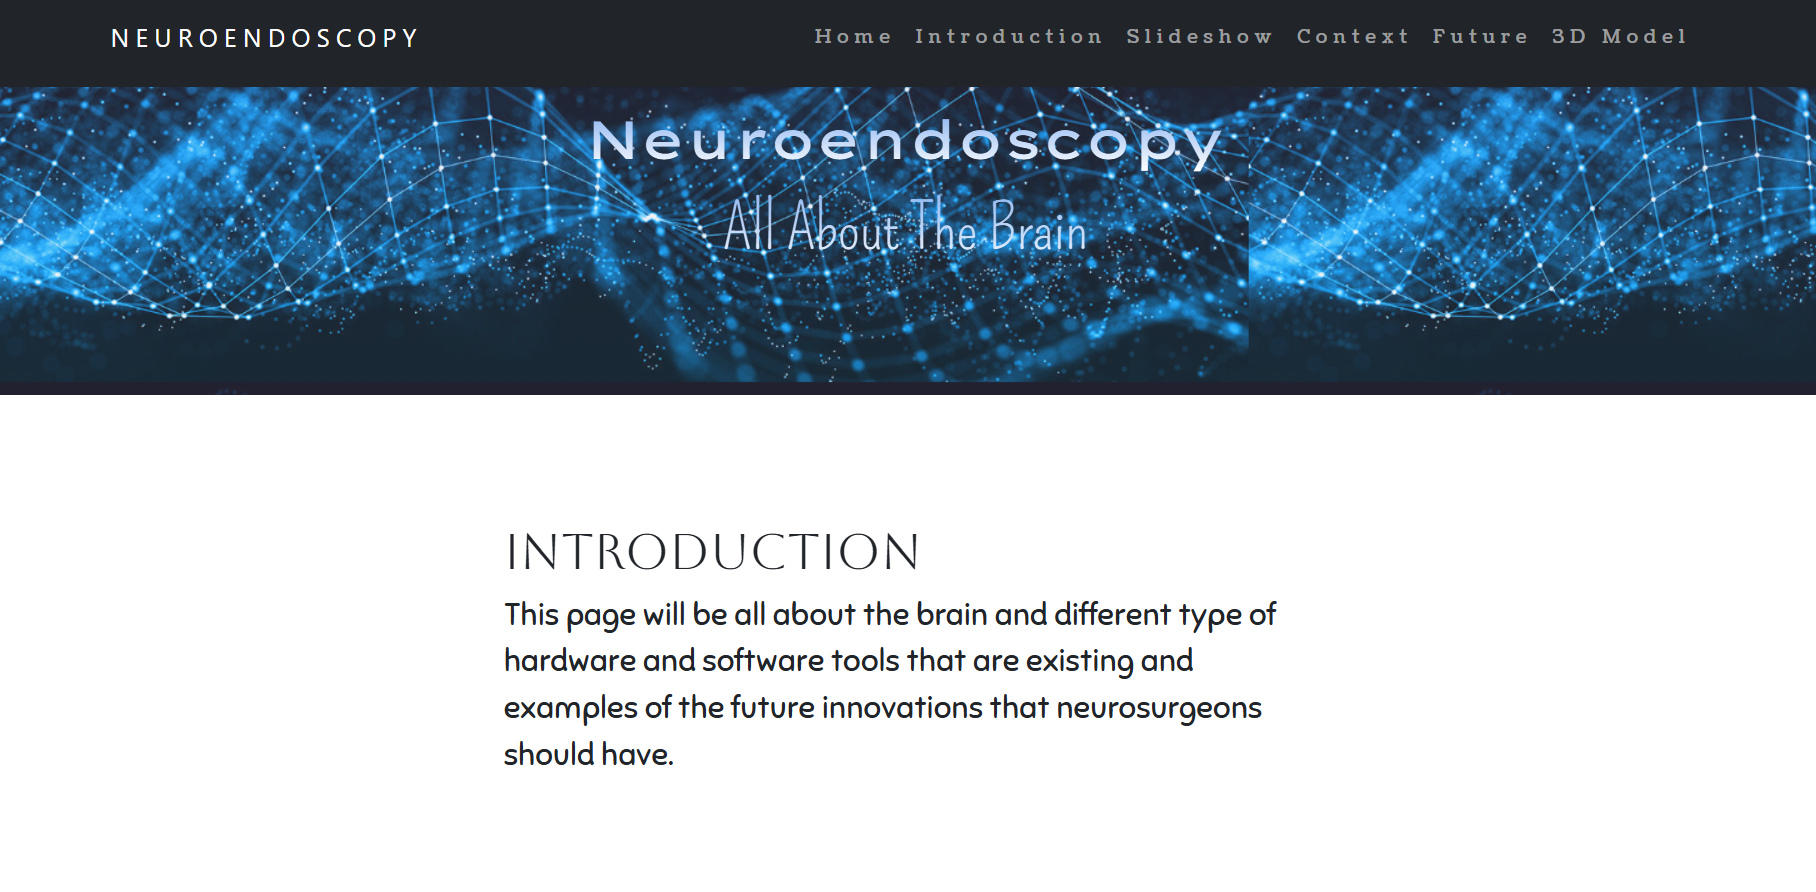 NEUROENDOSCOPY
Home Introduction Slideshow Context Future 3D Model
Neuroendoscopy
All About The Brain
INTRODUCTION
This page will be all about the brain and different type of
hardware and software tools that are existing and
examples of the future innovations that neurosurgeons
should have.